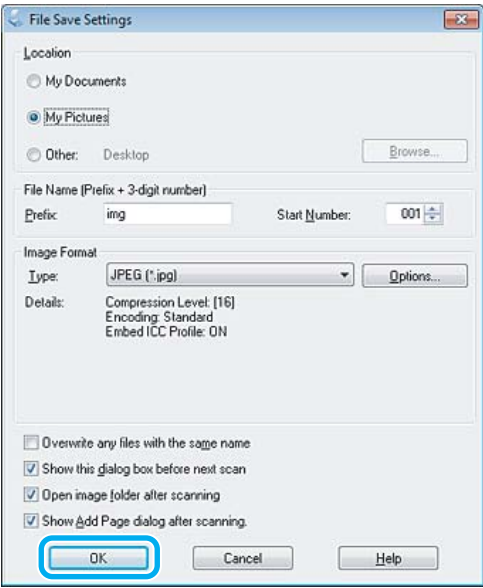 File Save Settings
Location
My Documents
My Pictures
Other: Desktop Browse...
File Name (Prefix + 3-digit number)
Prefix: img Start Number: 001
Image Format
Type: JPEG (*.jpg) Options...
Details: Compression Level: [16]
Encoding: Standard
Embed ICC Profile: ON
Overwrite any files with the same name
Show this dialog box before next scan
Open image folder after scanning
Show Add Page dialog after scanning.
OK Cancel Help